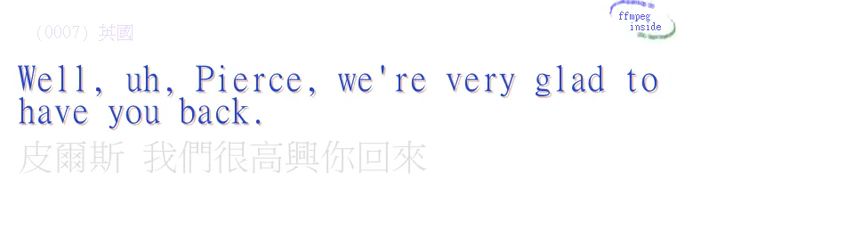 (0007) 英國
ffmpeg
inside
Well, uh, Pierce, we're very glad to
have you back.
皮爾斯 我們很高興你回來